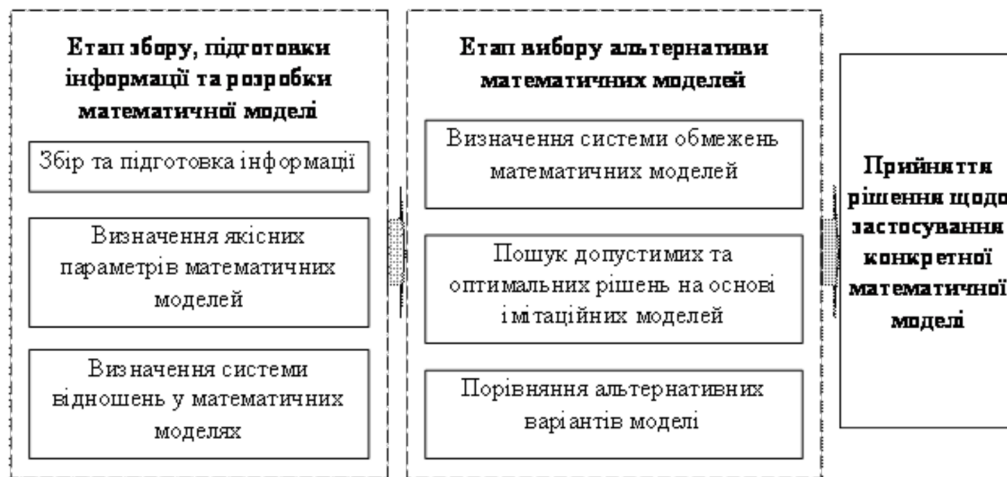 Етап збору, підготовки
інформації та розробки
математичної моделі
Збір та підготовка інформації
Визначення якісних
параметрів математичних
моделей
Визначення системи
відношень у математичних
моделях
Етап вибору альтернативи
математичних моделей
Визначення системи обмежень
математичних моделей
Пошук допустимих та
оптимальних рішень на основі
імітаційних моделей
Порівняння альтернативних
варіантів моделі
Прийняття
рішення щодо
застосування
конкретної
математичної
моделі